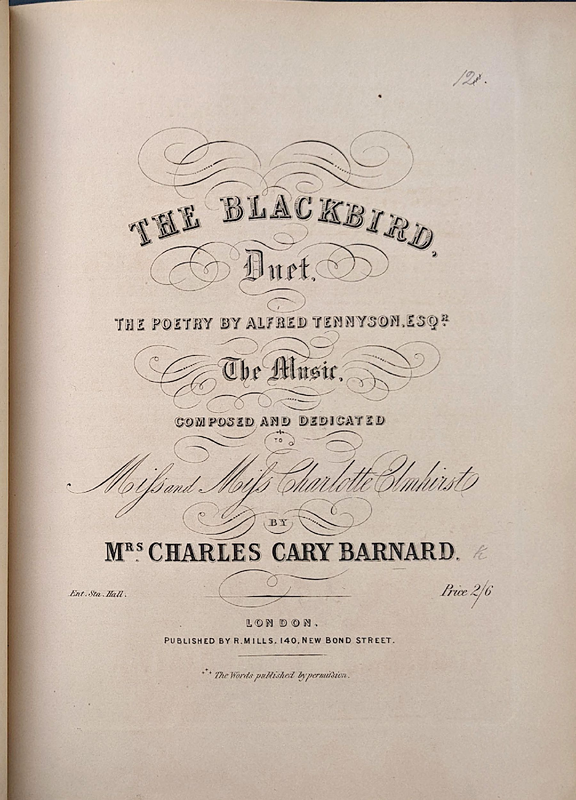 128.
THE BLACKBIRD,
Duet,
THE POETRY BY ALFRED TENNYSON, ESQR.
The Music,
COMPOSED AND DEDICATED
TO
Miſs and Miſs Charlotte Elmhirst
BY
MRS. CHARLES CARY BARNARD.
Ent. Sta. Hall.
Price 2/6
LONDON,
PUBLISHED BY R. MILLS, 140, NEW BOND STREET.
The Words published by permission.